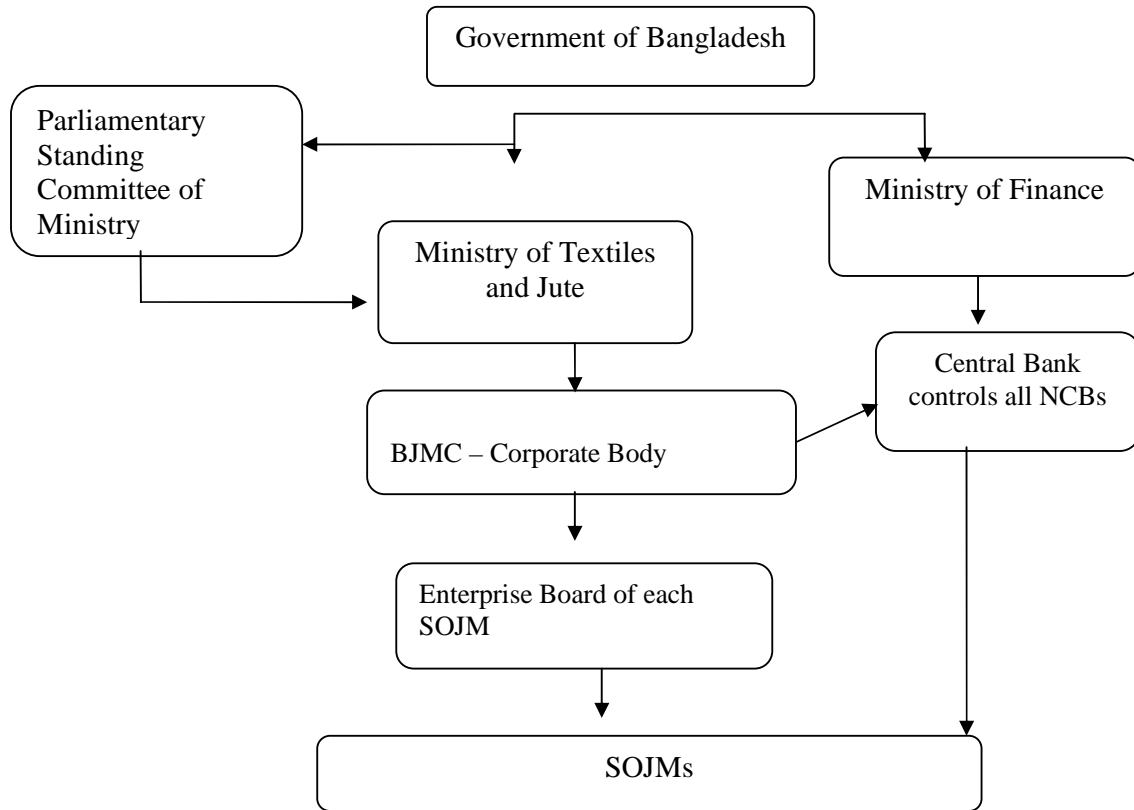 Government of Bangladesh
Parliamentary
Standing
Committee of
Ministry
Ministry of Finance
Ministry of Textiles
and Jute
Central Bank
controls all NCBs
BJMC – Corporate Body
Enterprise Board of each
SOJM
SOJMs